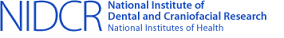 NIDCR
National Institute of
Dental and Craniofacial Research
National Institutes of Health